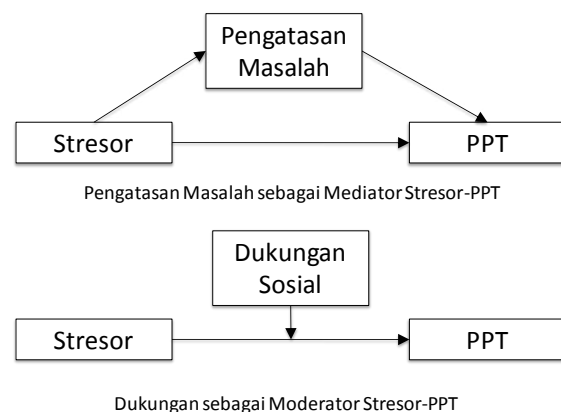 Pengatasan
Masalah
Stresor
PPT
Pengatasan Masalah sebagai Mediator Stresor-PPT
Dukungan
Sosial
Stresor
PPT
Dukungan sebagai Moderator Stresor-PPT